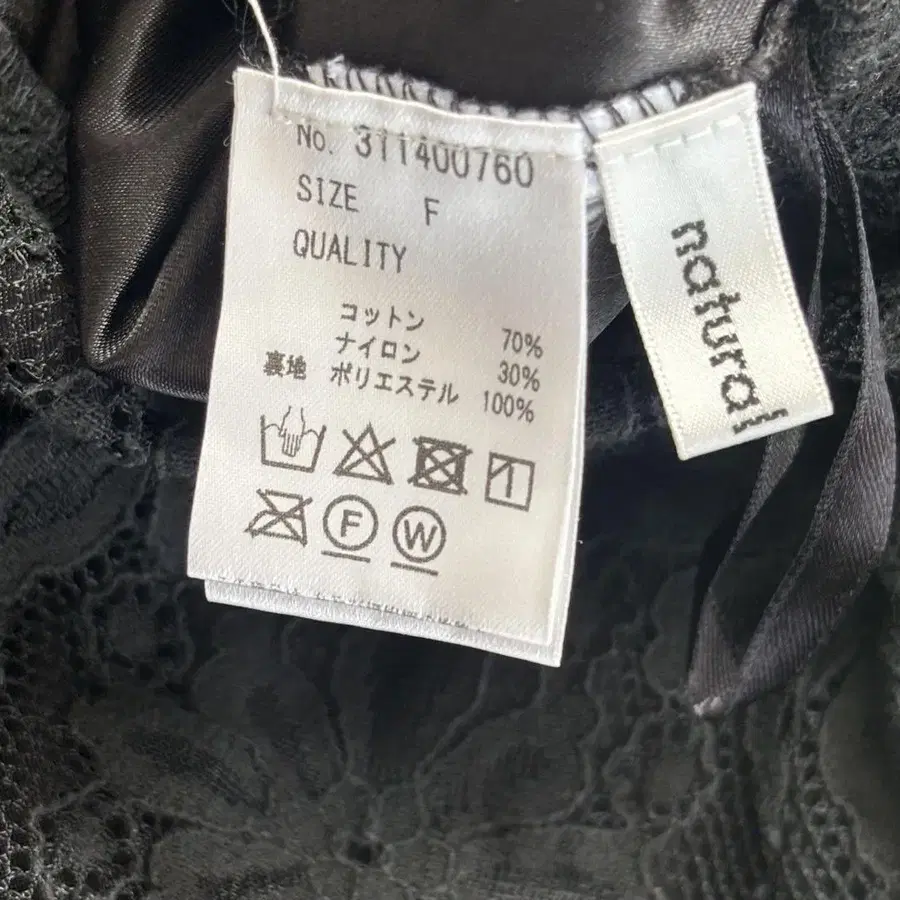 No. 311400760
SIZE F
QUALITY
コットン 70%
ナイロン 30%
裏地 ポリエステル 100%
F W
natural